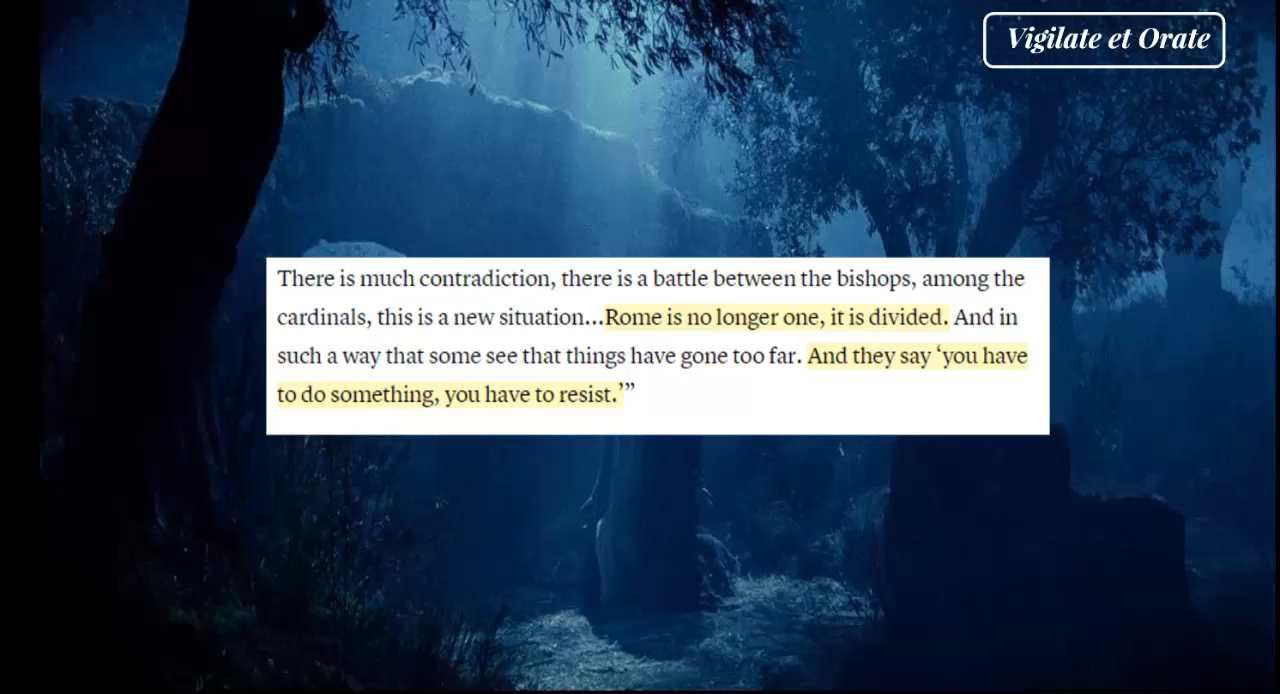 Vigilate et Orate
There is much contradiction, there is a battle between the bishops, among the
cardinals, this is a new situation...Rome is no longer one, it is divided. And in
such a way that some see that things have gone too far. And they say ‘you have
to do something, you have to resist.’”